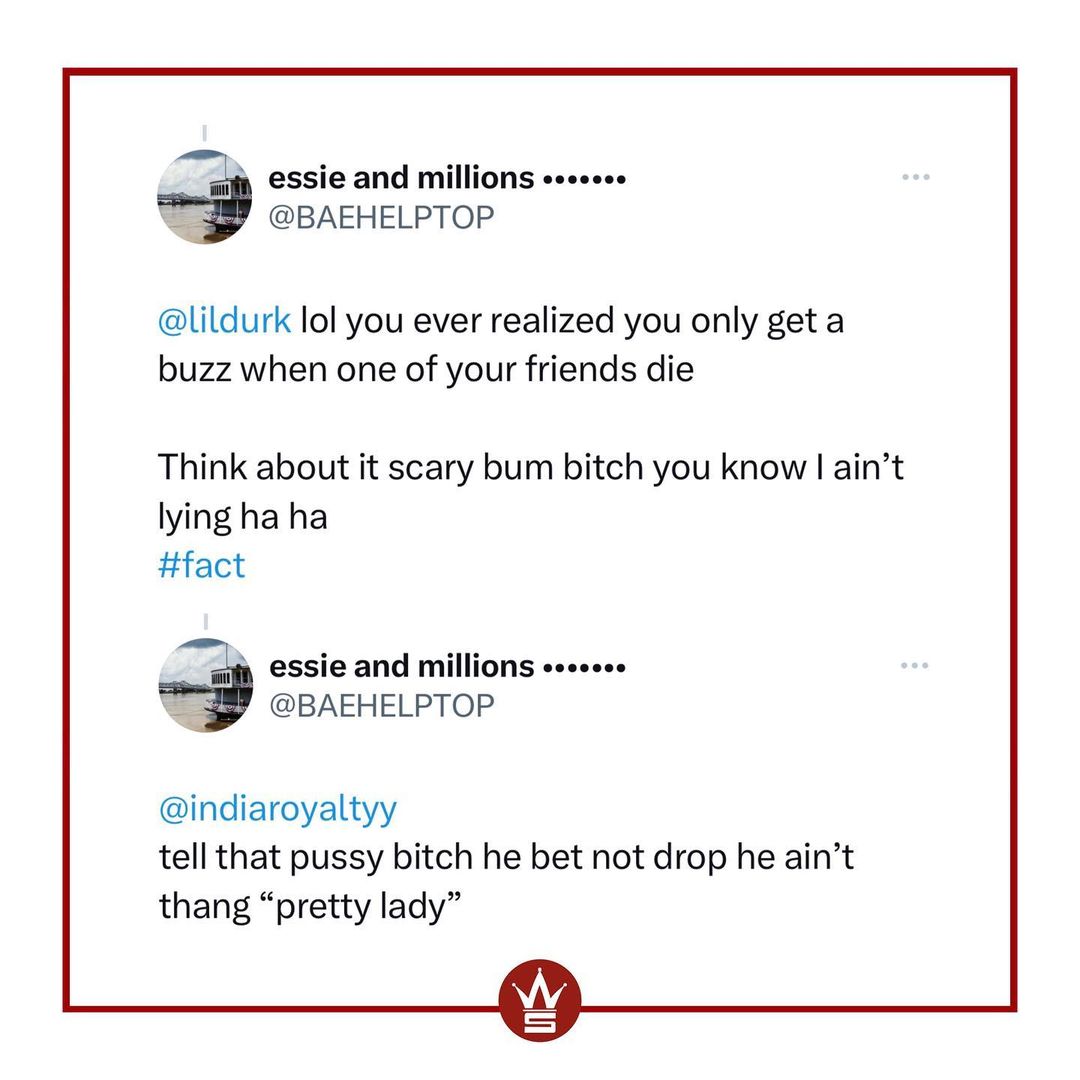 essie and millions •••••••
@BAEHELPTOP
@lildurk lol you ever realized you only get a
buzz when one of your friends die
Think about it scary bum bitch you know I ain’t
lying ha ha
#fact
essie and millions •••••••
@BAEHELPTOP
@indiaroyaltyy
tell that pussy bitch he bet not drop he ain’t
thang “pretty lady”
WS